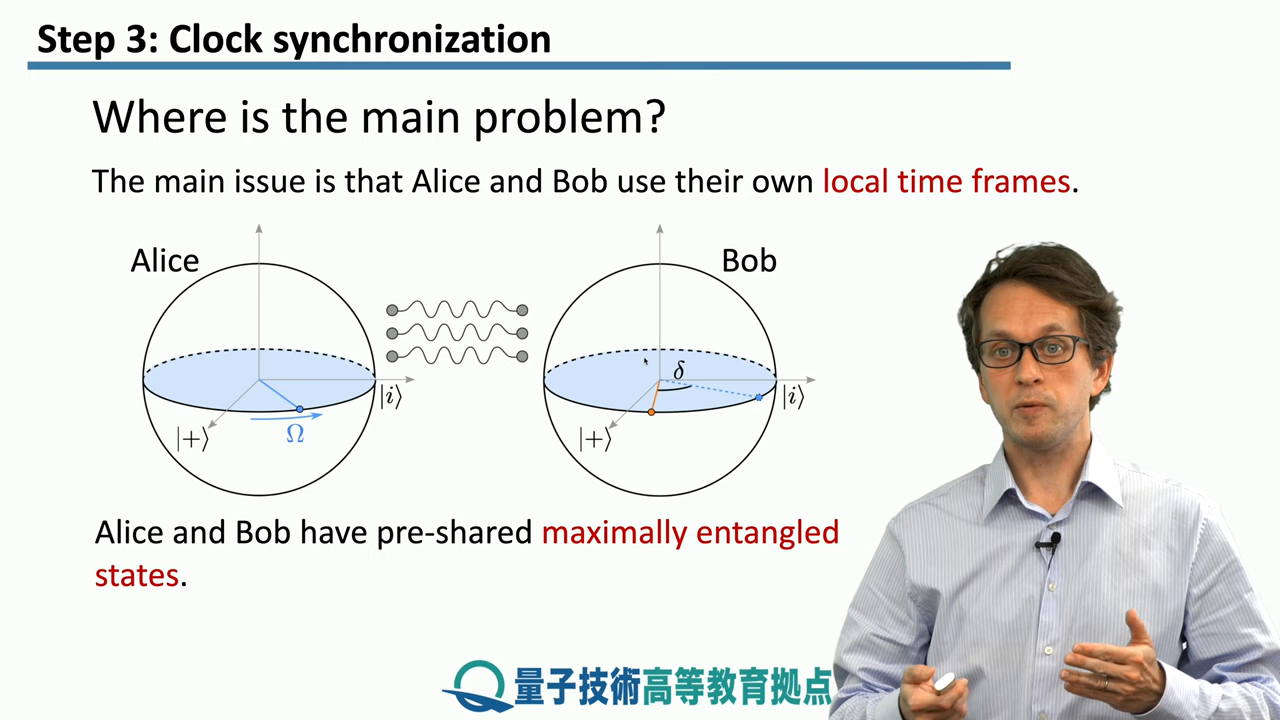 Step 3: Clock synchronization
Where is the main problem?
The main issue is that Alice and Bob use their own local time frames.
Alice
Bob
δ
|i⟩
|i⟩
|+⟩
Ω
|+⟩
Alice and Bob have pre-shared maximally entangled
states.
量子技術高等教育拠点